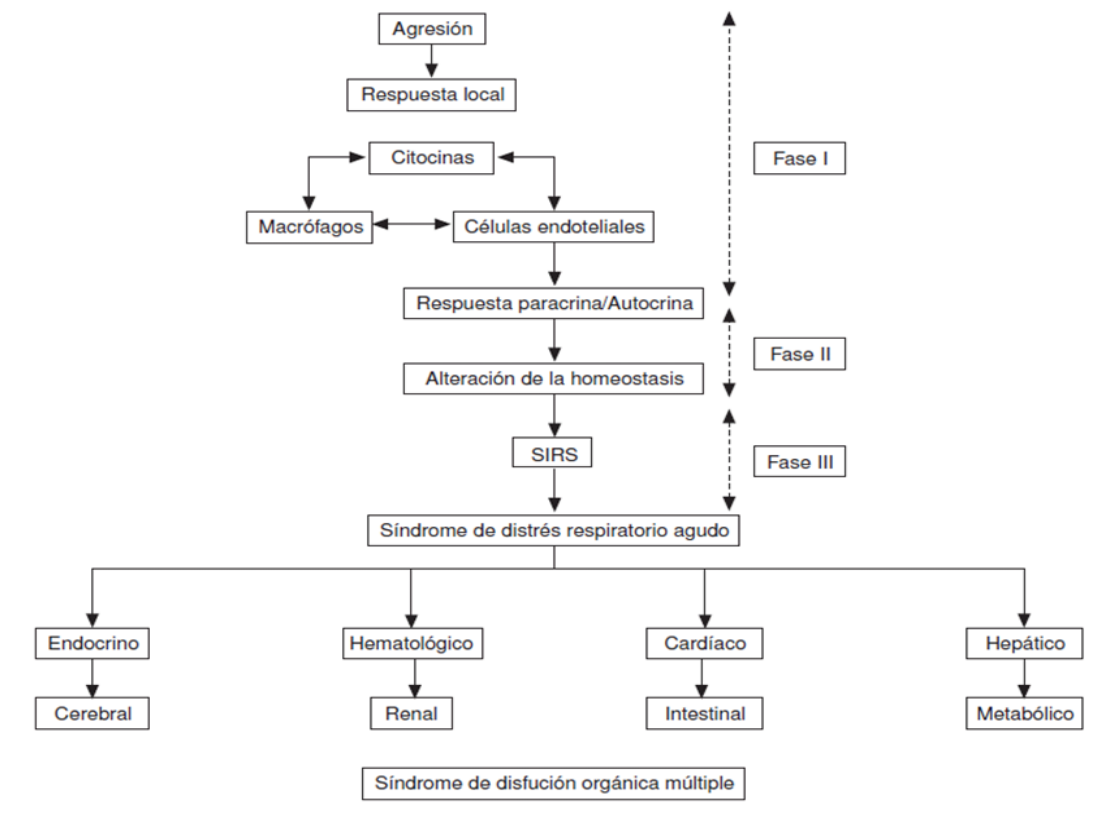 Agresión
Respuesta local
Citocinas
Fase I
Macrófagos
Células endoteliales
Respuesta paracrina/Autocrina
Fase II
Alteración de la homeostasis
SIRS
Fase III
Síndrome de distrés respiratorio agudo
Endocrino
Hematológico
Cardíaco
Hepático
Cerebral
Renal
Intestinal
Metabólico
Síndrome de disfución orgánica múltiple